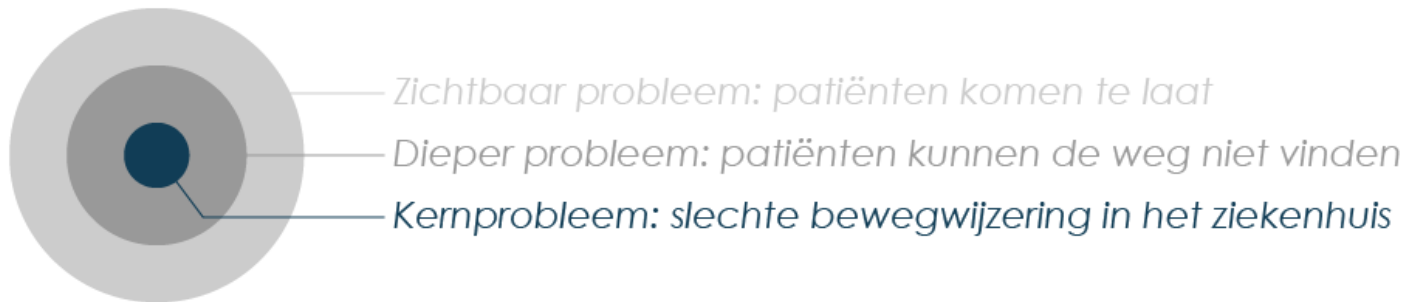 Zichtbaar probleem: patiënten komen te laat
Dieper probleem: patiënten kunnen de weg niet vinden
Kernprobleem: slechte bewegwijzering in het ziekenhuis